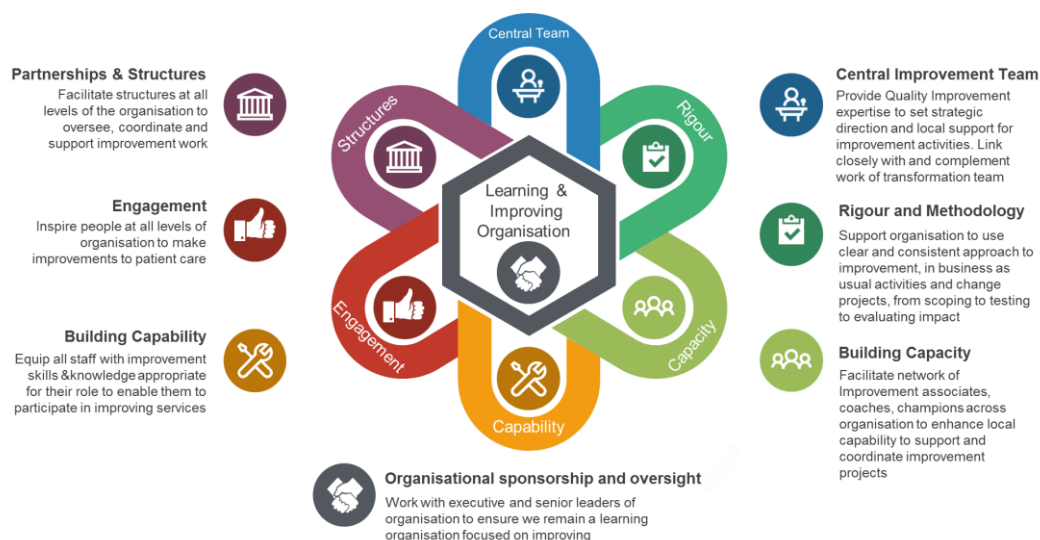 Central Team
Structures
Rigour
Learning &
Improving
Organisation
Engagement
Capacity
Capability
Partnerships & Structures
Facilitate structures at all
levels of the organisation to
oversee, coordinate and
support improvement work
Engagement
Inspire people at all levels of
organisation to make
improvements to patient care
Building Capability
Equip all staff with improvement
skills &knowledge appropriate
for their role to enable them to
participate in improving services
Central Improvement Team
Provide Quality Improvement
expertise to set strategic
direction and local support for
improvement activities. Link
closely with and complement
work of transformation team
Rigour and Methodology
Support organisation to use
clear and consistent approach to
improvement, in business as
usual activities and change
projects, from scoping to testing
to evaluating impact
Building Capacity
Facilitate network of
Improvement associates,
coaches, champions across
organisation to enhance local
capability to support and
coordinate improvement
projects
Organisational sponsorship and oversight
Work with executive and senior leaders of
organisation to ensure we remain a learning
organisation focused on improving